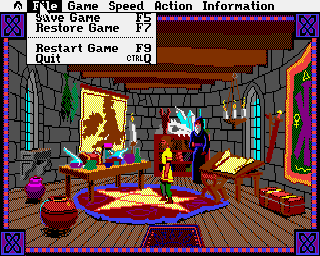 File Game Speed Action Information
Save Game F5
Restore Game F7
Restart Game F9
Quit CTRL Q